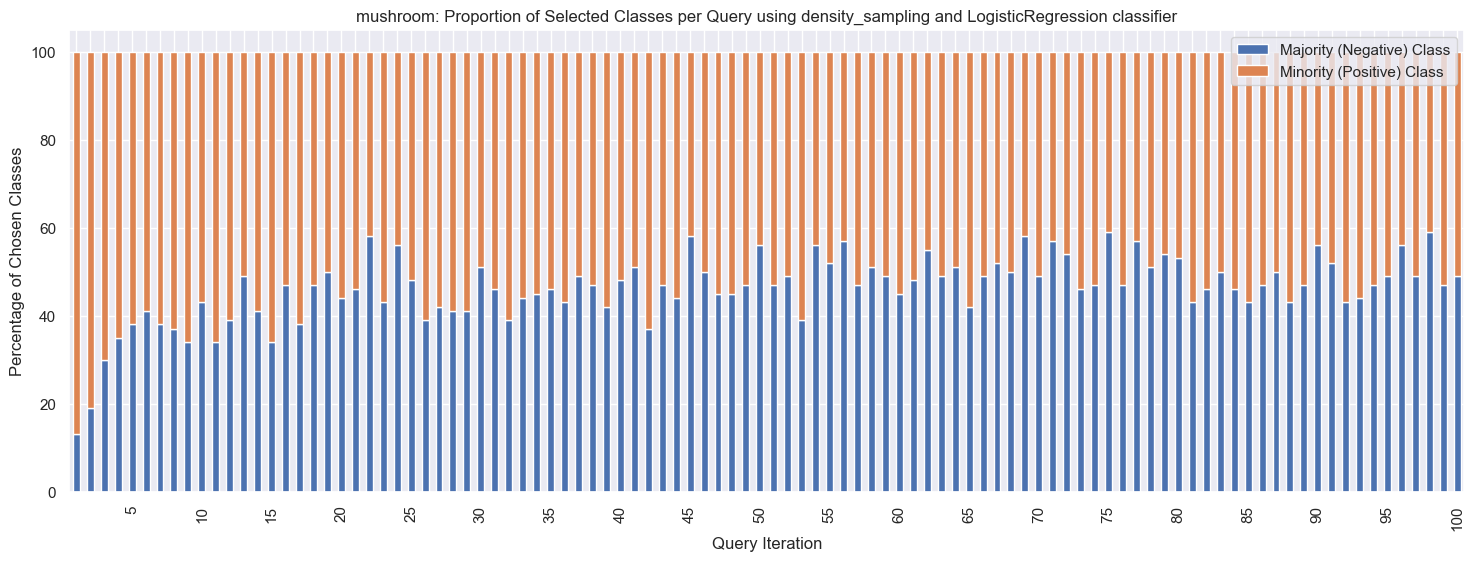 mushroom: Proportion of Selected Classes per Query using density_sampling and LogisticRegression classifier
Majority (Negative) Class
Minority (Positive) Class
Percentage of Chosen Classes
100
80
60
40
20
0
5 10 15 20 25 30 35 40 45 50 55 60 65 70 75 80 85 90 95 100
Query Iteration